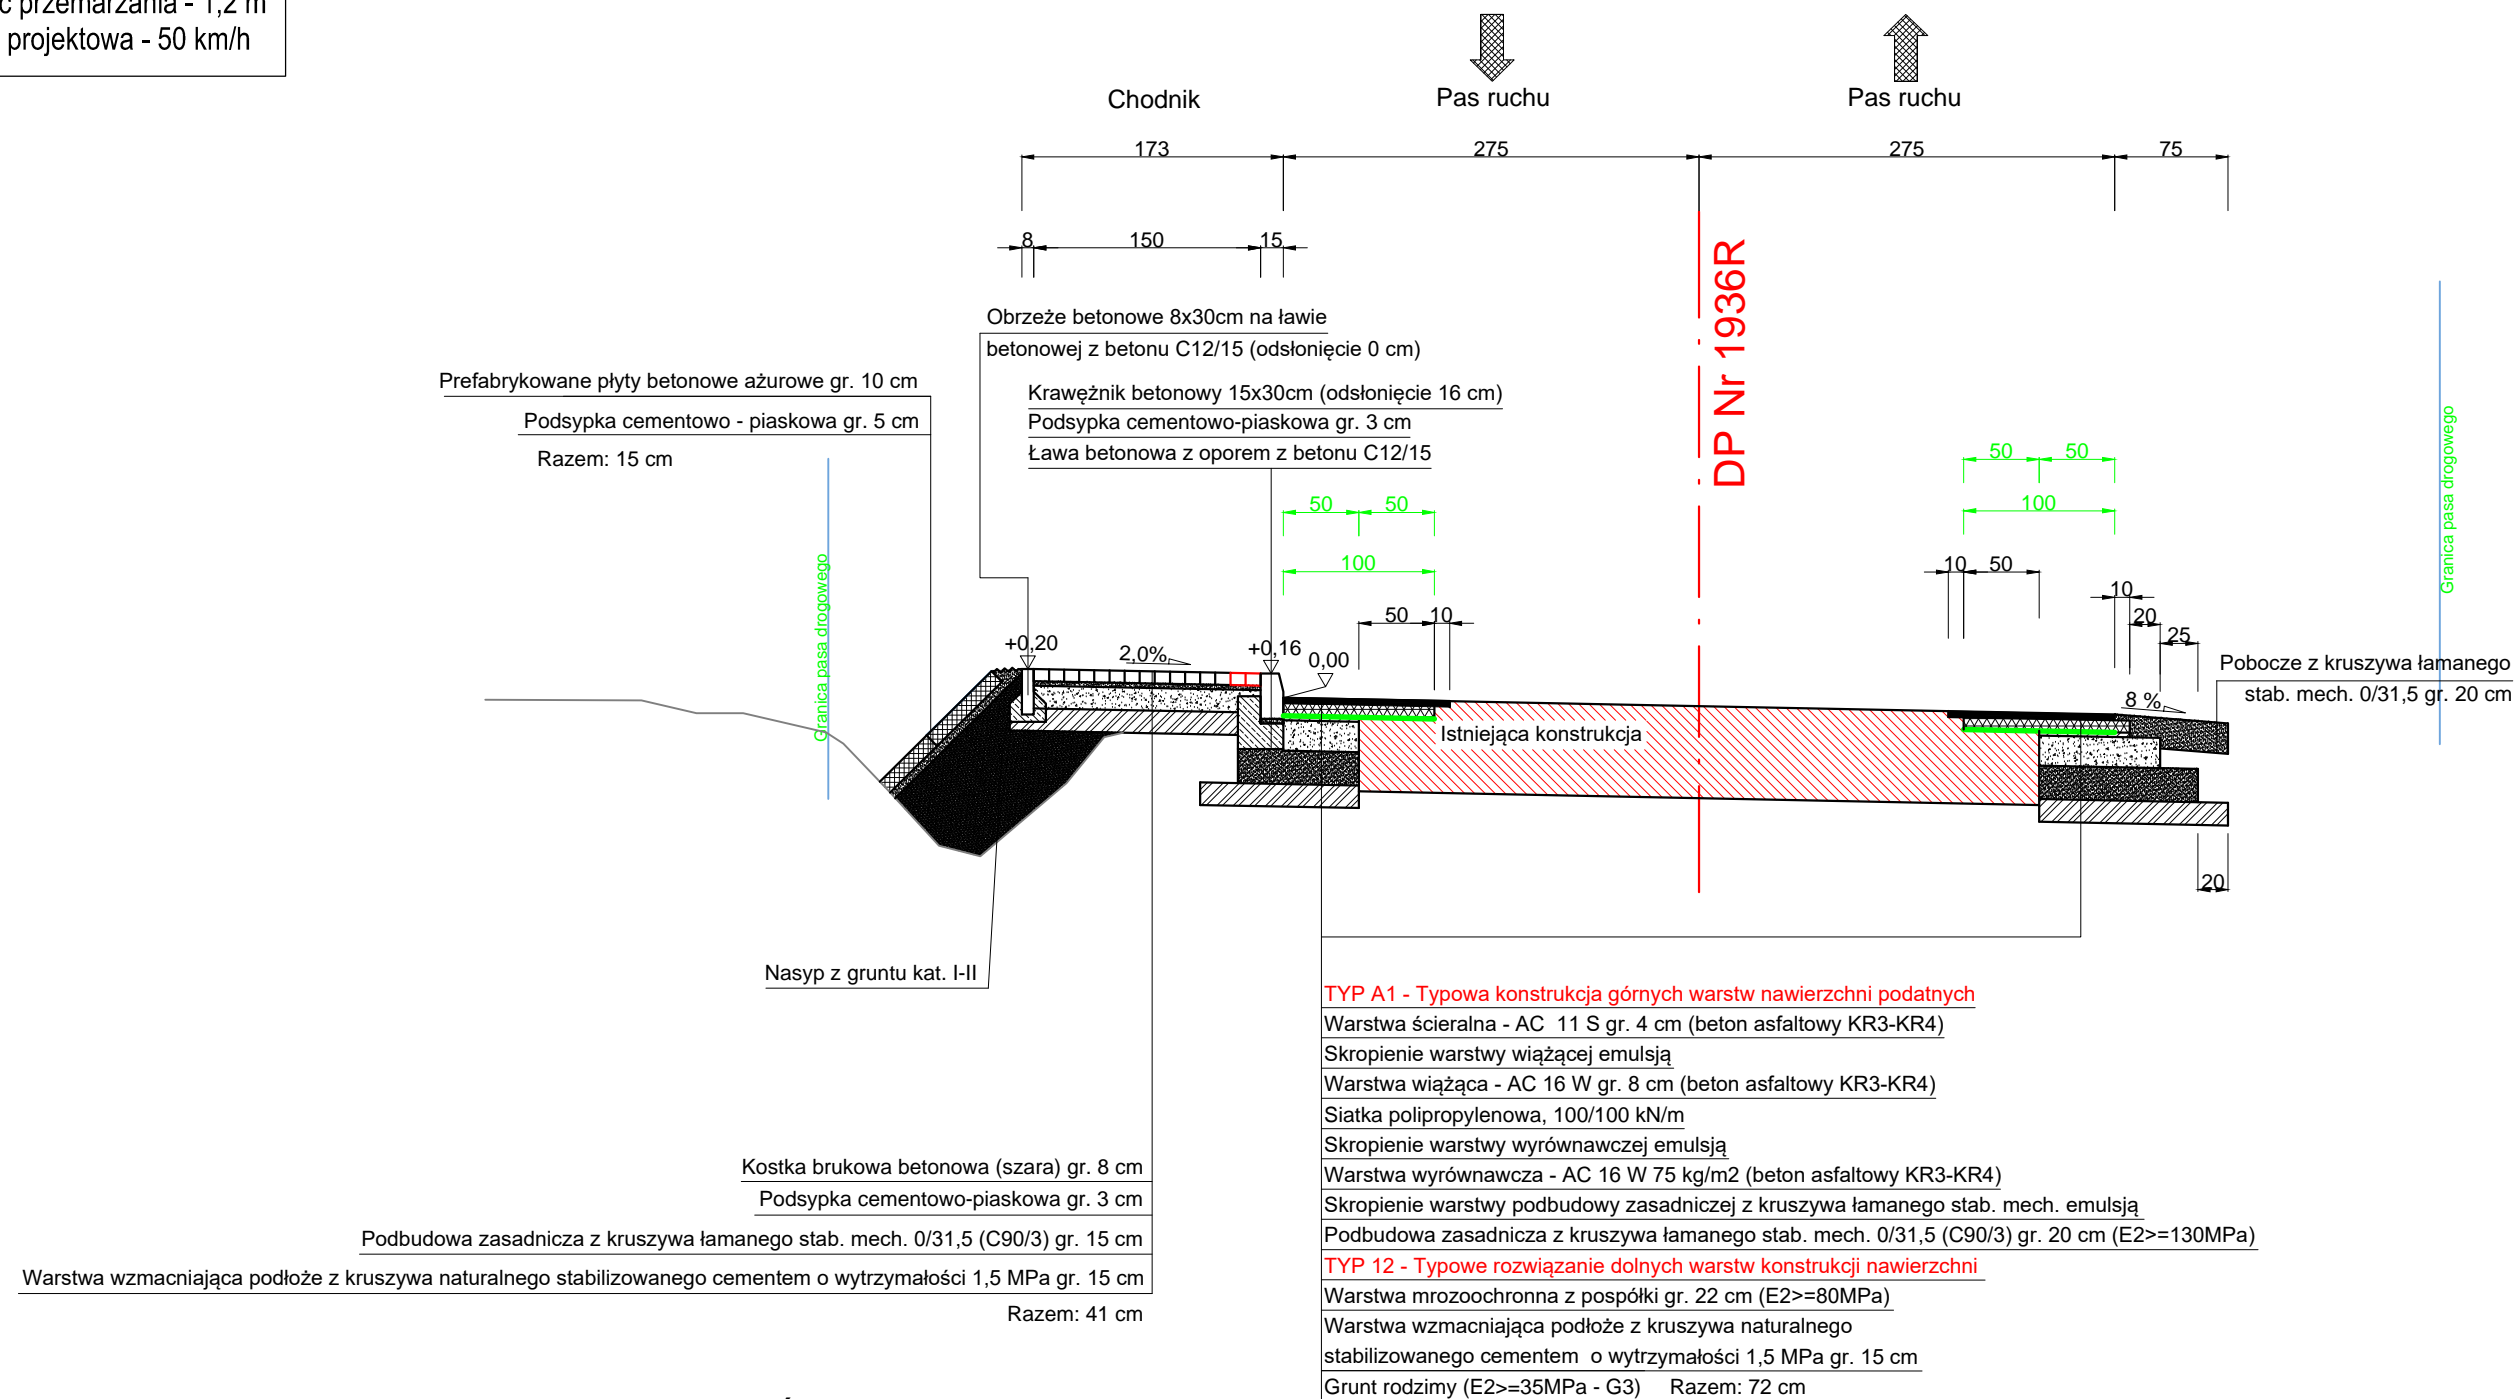 przemarzania - 1,2 m
projektowa - 50 km/h
Chodnik
Pas ruchu
Pas ruchu
173
275
275
75
8
150
15
DP Nr 1936R
Obrzeże betonowe 8x30cm na ławie
betonowej z betonu C12/15 (odsłonięcie 0 cm)
Prefabrykowane płyty betonowe ażurowe gr. 10 cm
Podsypka cementowo - piaskowa gr. 5 cm
Razem: 15 cm
Krawężnik betonowy 15x30cm (odsłonięcie 16 cm)
Podsypka cementowo-piaskowa gr. 3 cm
Ława betonowa z oporem z betonu C12/15
Granica pasa drogowego
Granica pasa drogowego
50
50
100
50
50
100
50
10
10
50
10
20
25
+0,20
2,0%
+0,16
0,00
8 %
Pobocze z kruszywa łamanego
stab. mech. 0/31,5 gr. 20 cm
Istniejąca konstrukcja
20
Nasyp z gruntu kat. I-II
TYP A1 - Typowa konstrukcja górnych warstw nawierzchni podatnych
Warstwa ścieralna - AC  11 S gr. 4 cm (beton asfaltowy KR3-KR4)
Skropienie warstwy wiążącej emulsją
Warstwa wiążąca - AC 16 W gr. 8 cm (beton asfaltowy KR3-KR4)
Siatka polipropylenowa, 100/100 kN/m
Skropienie warstwy wyrównawczej emulsją
Warstwa wyrównawcza - AC 16 W 75 kg/m2 (beton asfaltowy KR3-KR4)
Skropienie warstwy podbudowy zasadniczej z kruszywa łamanego stab. mech. emulsją
Podbudowa zasadnicza z kruszywa łamanego stab. mech. 0/31,5 (C90/3) gr. 20 cm (E2>=130MPa)
TYP 12 - Typowe rozwiązanie dolnych warstw konstrukcji nawierzchni
Warstwa mrozoochronna z pospółki gr. 22 cm (E2>=80MPa)
Warstwa wzmacniająca podłoże z kruszywa naturalnego
stabilizowanego cementem  o wytrzymałości 1,5 MPa gr. 15 cm
Grunt rodzimy (E2>=35MPa - G3)     Razem: 72 cm
Kostka brukowa betonowa (szara) gr. 8 cm
Podsypka cementowo-piaskowa gr. 3 cm
Podbudowa zasadnicza z kruszywa łamanego stab. mech. 0/31,5 (C90/3) gr. 15 cm
Warstwa wzmacniająca podłoże z kruszywa naturalnego stabilizowanego cementem o wytrzymałości 1,5 MPa gr. 15 cm
Razem: 41 cm